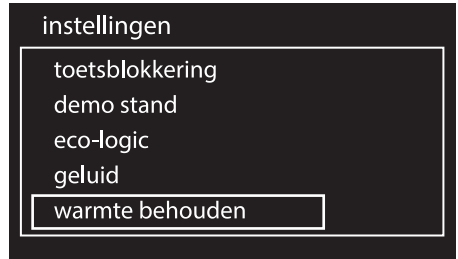 instellingen
toetsblokkering
demo stand
eco-logic
geluid
warmte behouden